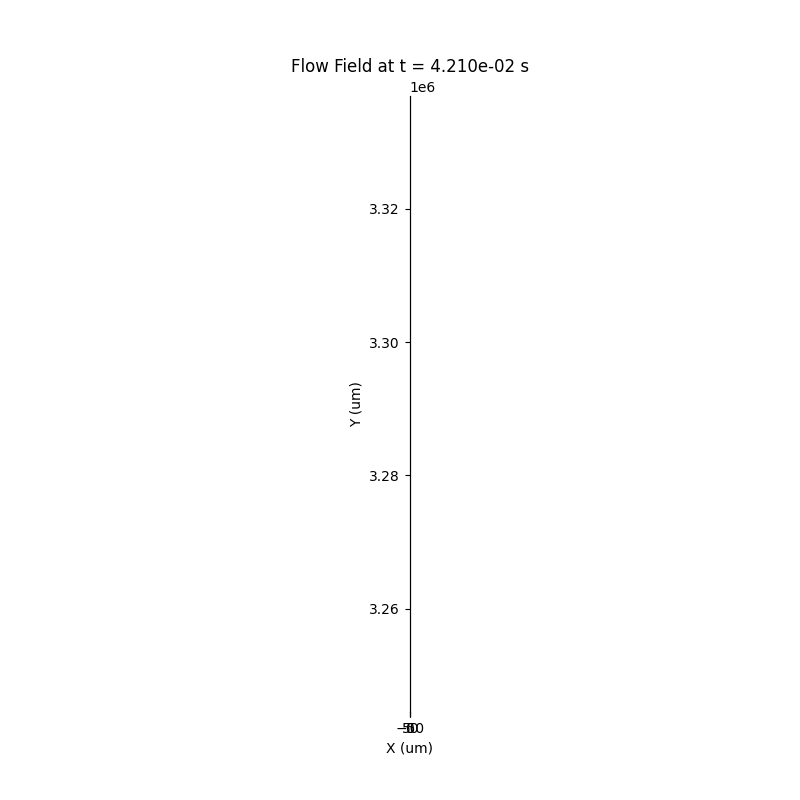 Flow Field at t = 4.210e-02 s
1e6
3.32
3.30
3.28
3.26
Y (um)
X (um)